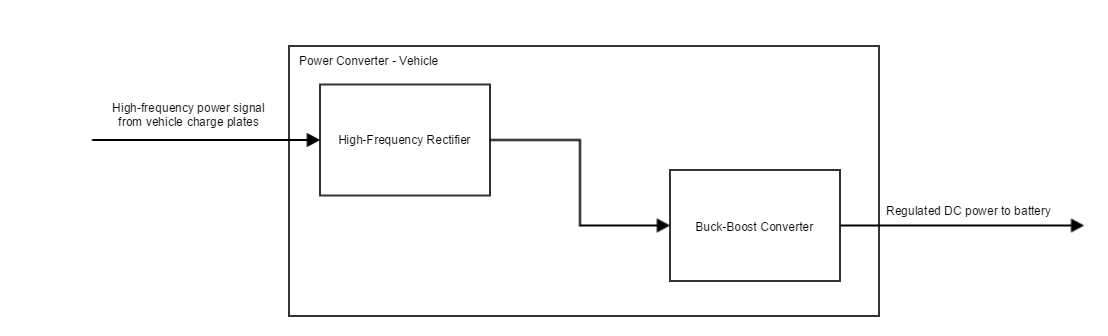 Power Converter - Vehicle
High-frequency power signal
from vehicle charge plates
High-Frequency Rectifier
Regulated DC power to battery
Buck-Boost Converter